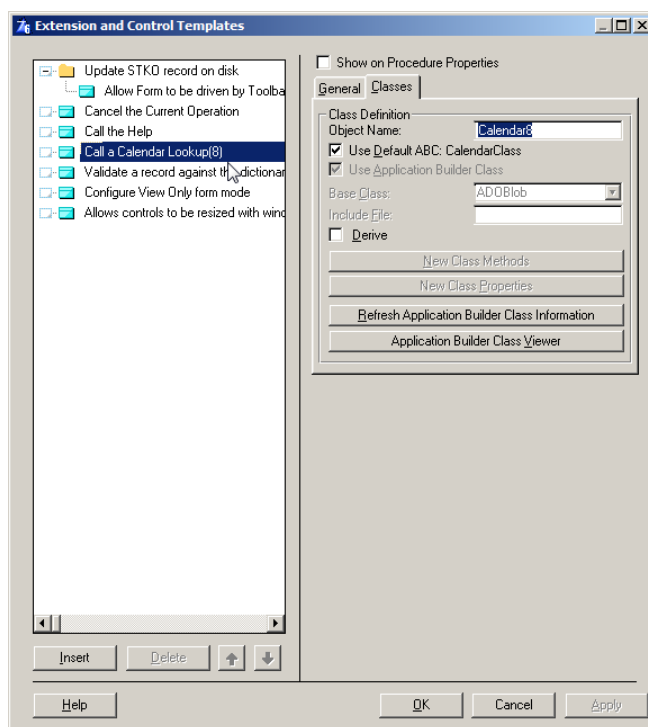 Extension and Control Templates
Update STKO record on disk
Allow Form to be driven by Toolba
Cancel the Current Operation
Call the Help
Call a Calendar Lookup(8)
Validate a record against the dictionar
Configure View Only form mode
Allows controls to be resized with wind
Insert
Delete
Show on Procedure Properties
General
Classes
Class Definition
Object Name: Calendar8
Use Default ABC: CalendarClass
Use Application Builder Class
Base Class: ADOBlob
Include File:
Derive
New Class Methods
New Class Properties
Refresh Application Builder Class Information
Application Builder Class Viewer
Help
OK
Cancel
Apply